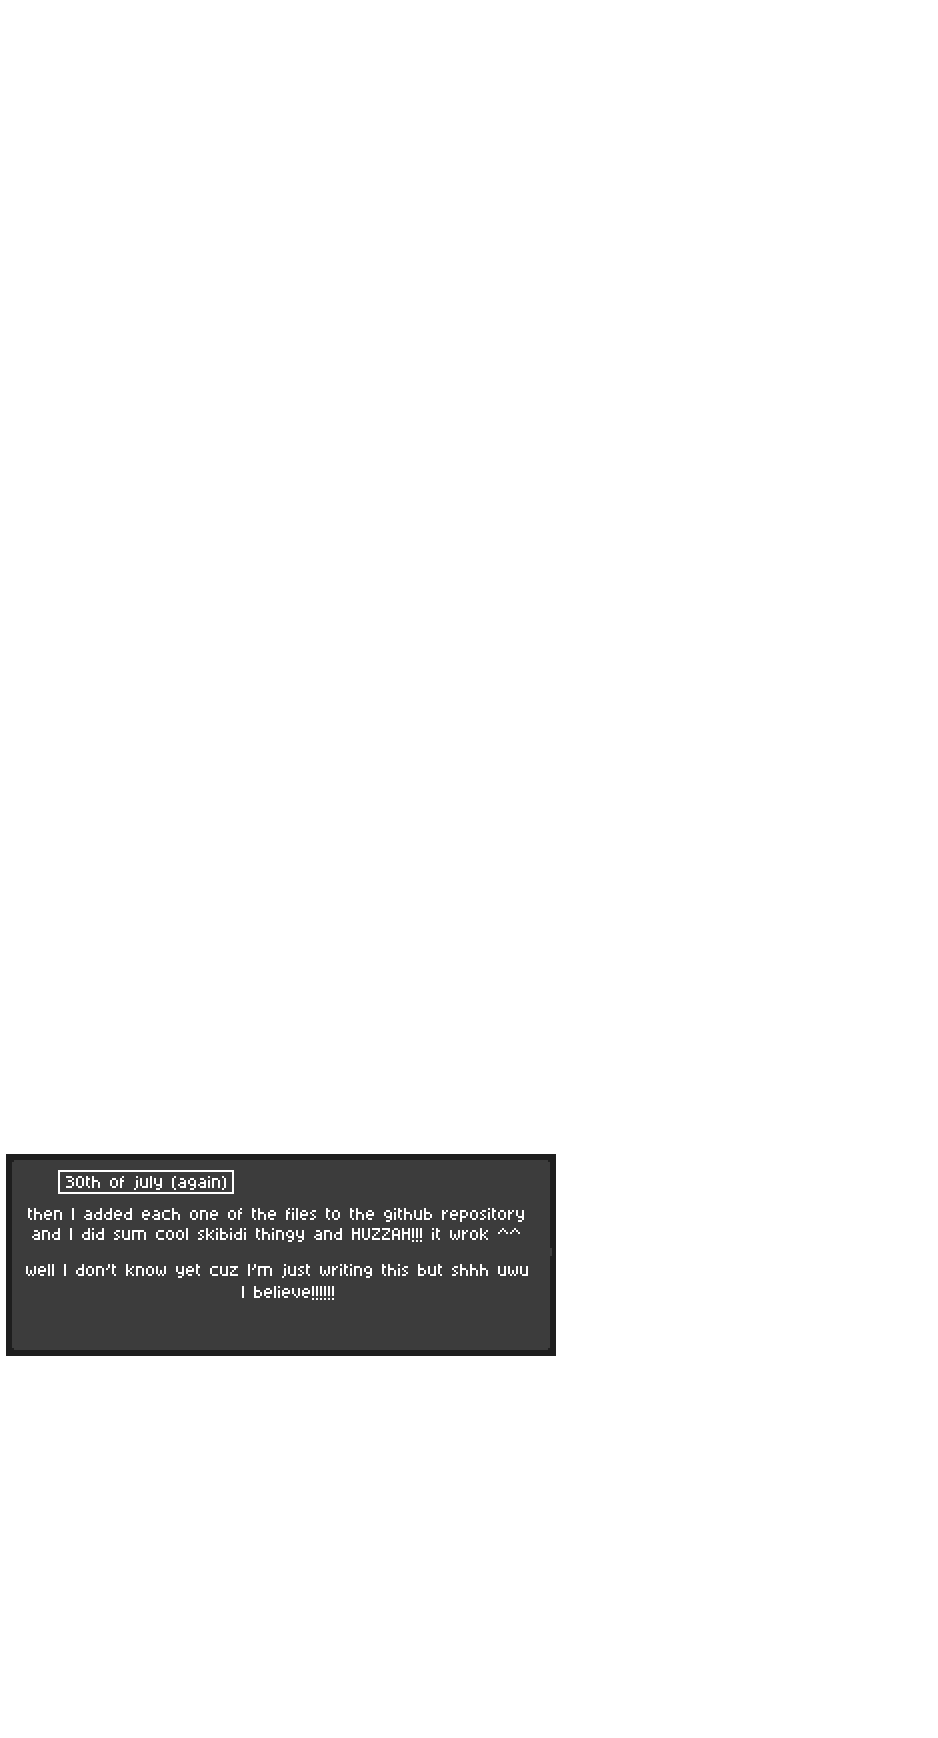 30th of july (again)
then I added each one of the files to the github repository
and I did sum cool skibidi thingy and HUZZAH!!! it wrok ^^
well I don't know yet cuz I'm just writing this but shhh uwu
I believe!!!!!!